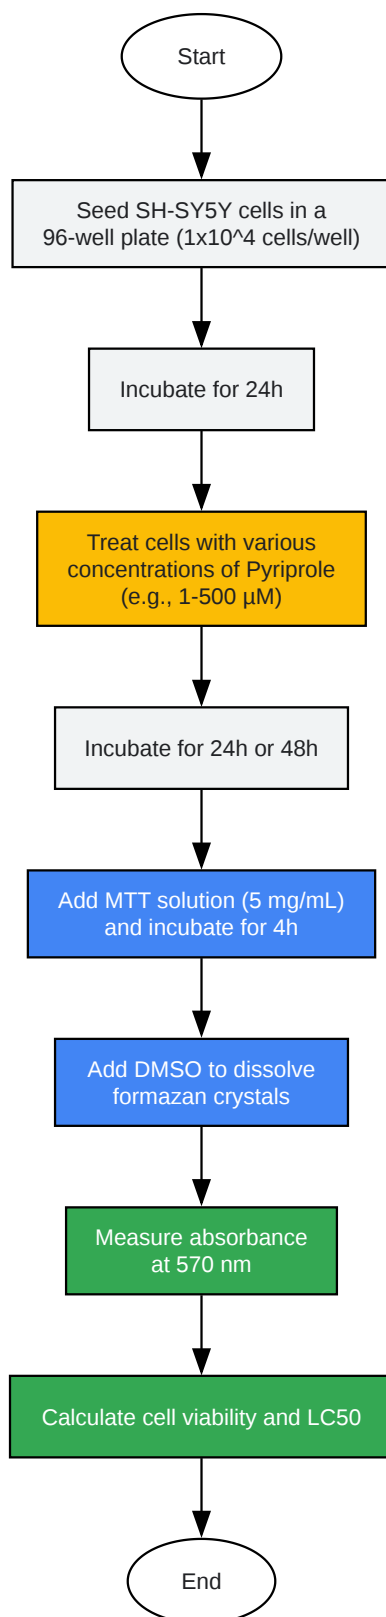 Start
Seed SH-SY5Y cells in a
96-well plate (1x10^4 cells/well)
Incubate for 24h
Treat cells with various
concentrations of Pyriprole
(e.g., 1-500 µM)
Incubate for 24h or 48h
Add MTT solution (5 mg/mL)
and incubate for 4h
Add DMSO to dissolve
formazan crystals
Measure absorbance
at 570 nm
Calculate cell viability and LC50
End